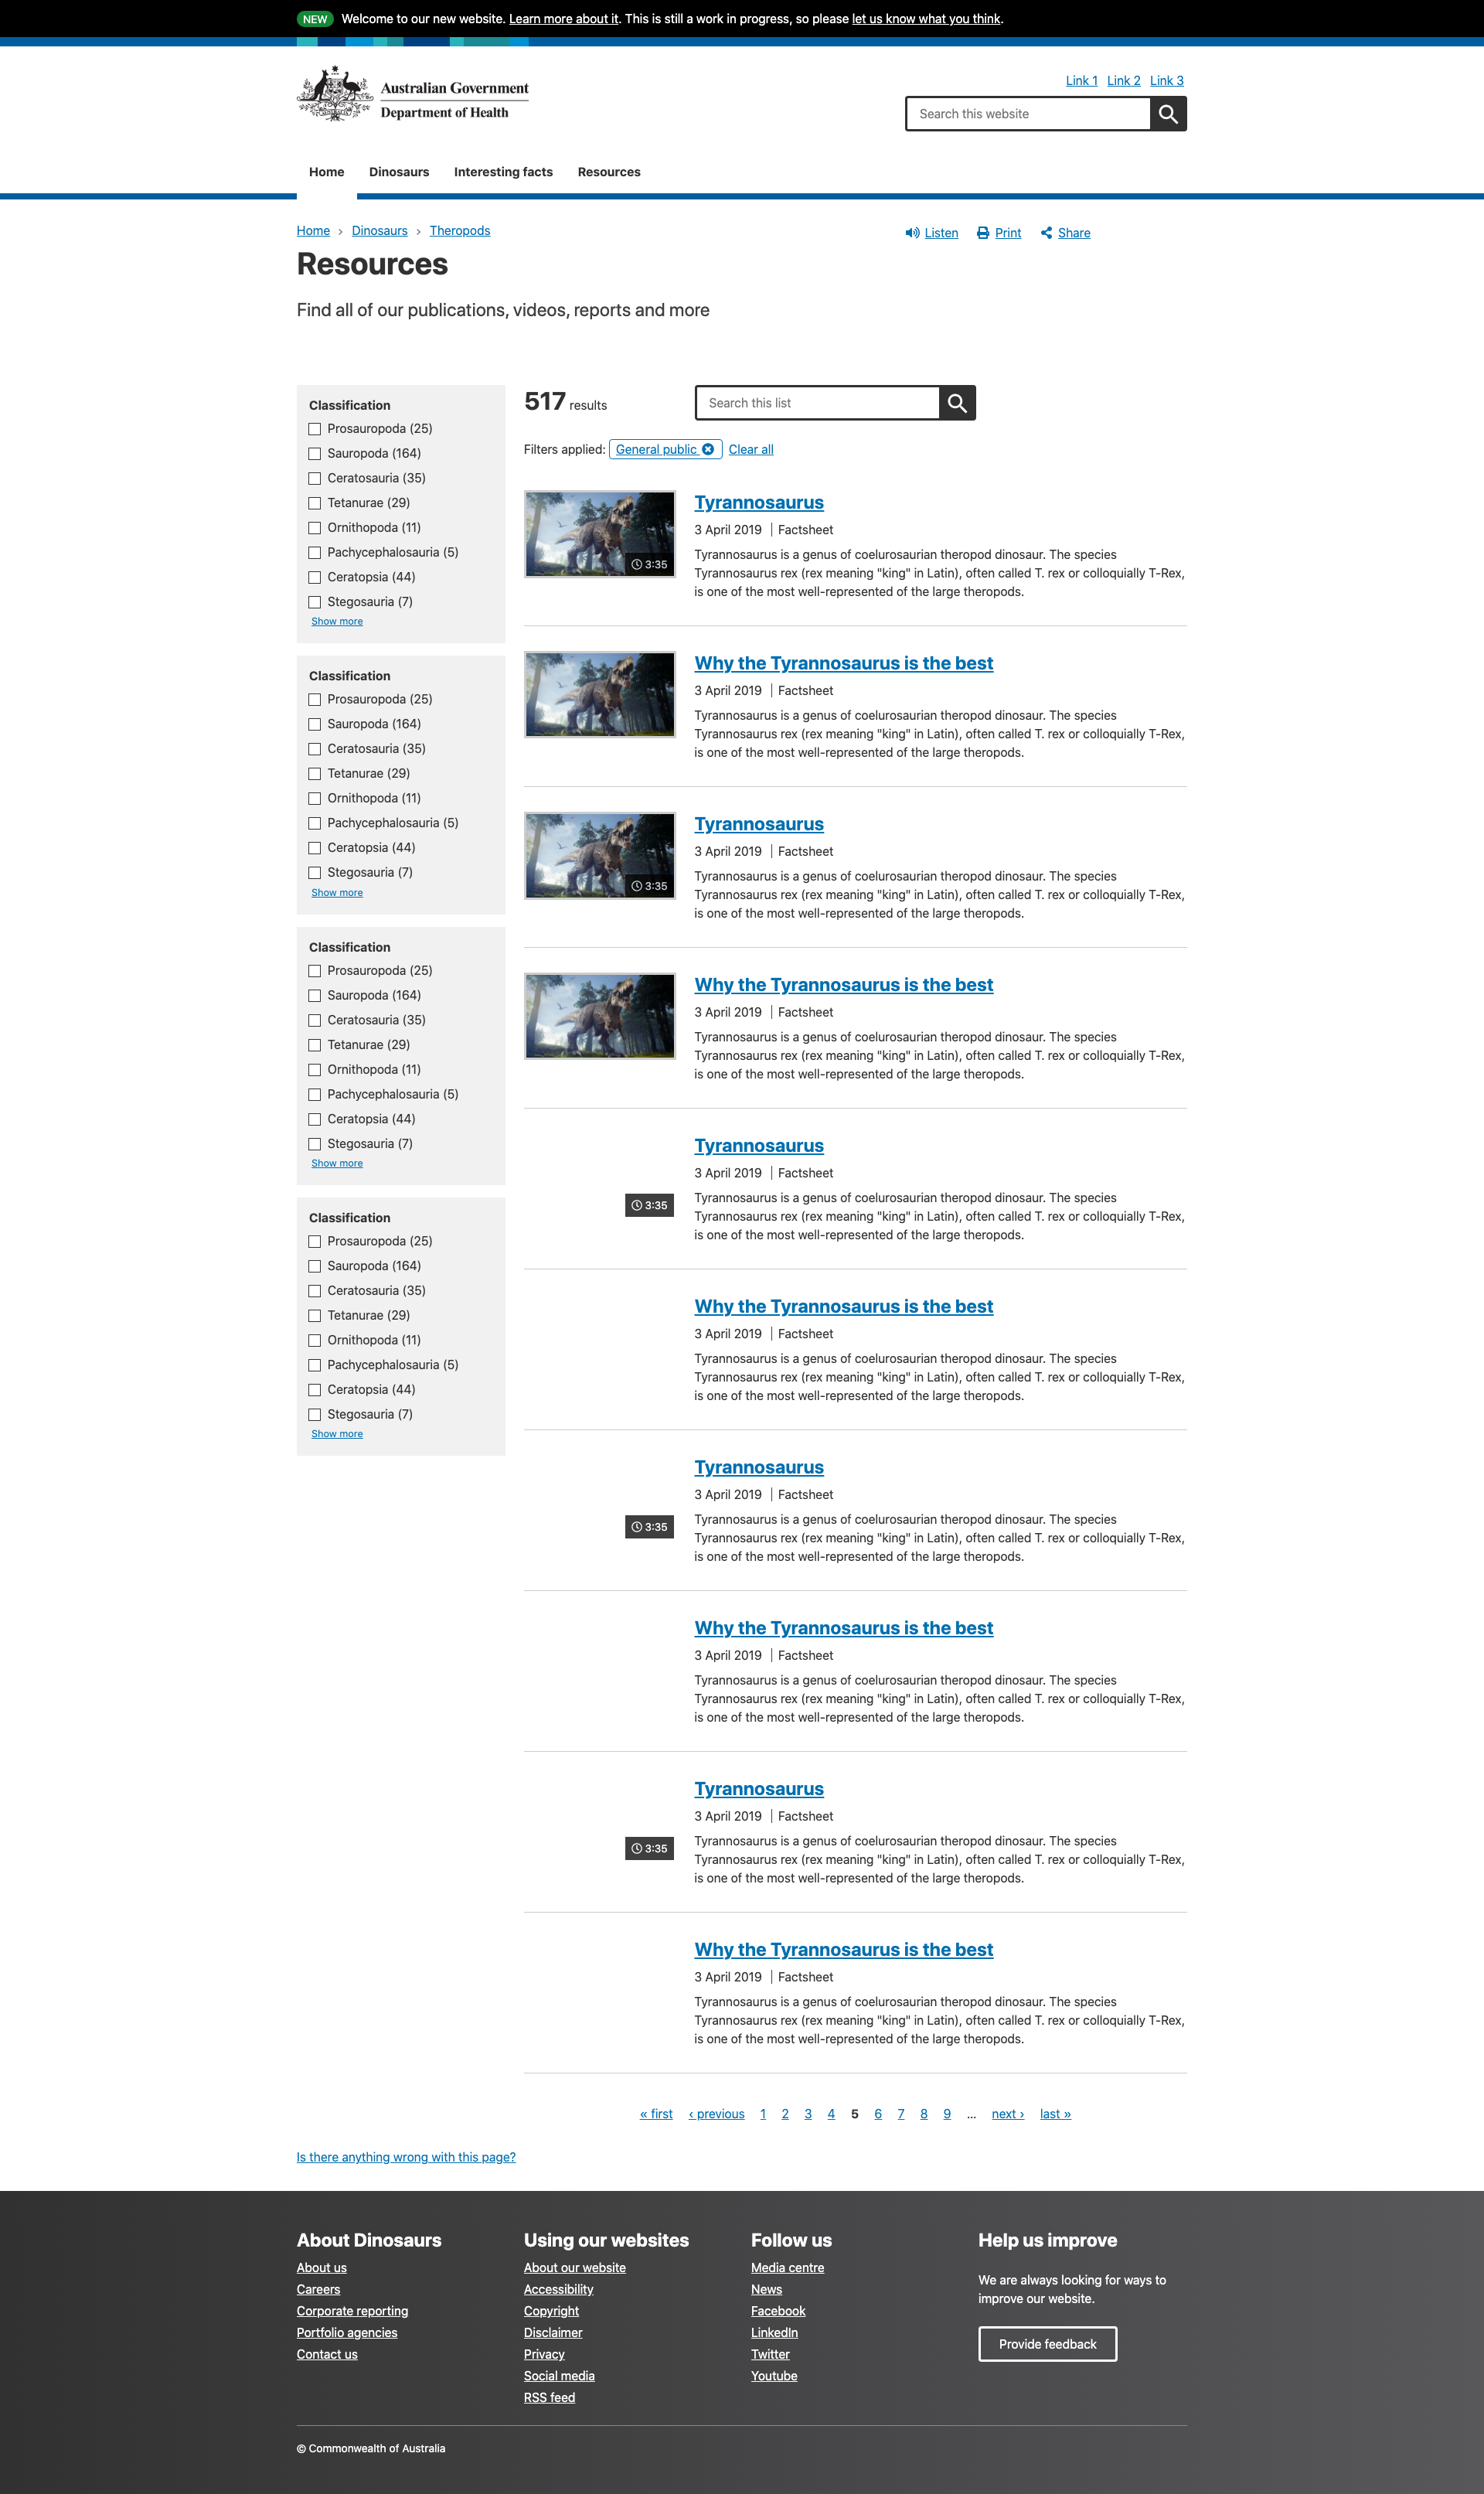 NEW Welcome to our new website. Learn more about it. This is still a work in progress, so please let us know what you think.
Australian Government
Department of Health
Link 1 Link 2 Link 3
Search this website
Home Dinosaurs Interesting facts Resources
Home › Dinosaurs › Theropods
Listen Print Share
Resources
Find all of our publications, videos, reports and more
Classification
Prosauropoda (25)
Sauropoda (164)
Ceratosauria (35)
Tetanurae (29)
Ornithopoda (11)
Pachycephalosauria (5)
Ceratopsia (44)
Stegosauria (7)
Show more
Classification
Prosauropoda (25)
Sauropoda (164)
Ceratosauria (35)
Tetanurae (29)
Ornithopoda (11)
Pachycephalosauria (5)
Ceratopsia (44)
Stegosauria (7)
Show more
Classification
Prosauropoda (25)
Sauropoda (164)
Ceratosauria (35)
Tetanurae (29)
Ornithopoda (11)
Pachycephalosauria (5)
Ceratopsia (44)
Stegosauria (7)
Show more
Classification
Prosauropoda (25)
Sauropoda (164)
Ceratosauria (35)
Tetanurae (29)
Ornithopoda (11)
Pachycephalosauria (5)
Ceratopsia (44)
Stegosauria (7)
Show more
517 results
Search this list
Filters applied: General public Clear all
3:35
Tyrannosaurus
3 April 2019 | Factsheet
Tyrannosaurus is a genus of coelurosaurian theropod dinosaur. The species
Tyrannosaurus rex (rex meaning "king" in Latin), often called T. rex or colloquially T-Rex,
is one of the most well-represented of the large theropods.
Why the Tyrannosaurus is the best
3 April 2019 | Factsheet
Tyrannosaurus is a genus of coelurosaurian theropod dinosaur. The species
Tyrannosaurus rex (rex meaning "king" in Latin), often called T. rex or colloquially T-Rex,
is one of the most well-represented of the large theropods.
3:35
Tyrannosaurus
3 April 2019 | Factsheet
Tyrannosaurus is a genus of coelurosaurian theropod dinosaur. The species
Tyrannosaurus rex (rex meaning "king" in Latin), often called T. rex or colloquially T-Rex,
is one of the most well-represented of the large theropods.
Why the Tyrannosaurus is the best
3 April 2019 | Factsheet
Tyrannosaurus is a genus of coelurosaurian theropod dinosaur. The species
Tyrannosaurus rex (rex meaning "king" in Latin), often called T. rex or colloquially T-Rex,
is one of the most well-represented of the large theropods.
3:35
Tyrannosaurus
3 April 2019 | Factsheet
Tyrannosaurus is a genus of coelurosaurian theropod dinosaur. The species
Tyrannosaurus rex (rex meaning "king" in Latin), often called T. rex or colloquially T-Rex,
is one of the most well-represented of the large theropods.
Why the Tyrannosaurus is the best
3 April 2019 | Factsheet
Tyrannosaurus is a genus of coelurosaurian theropod dinosaur. The species
Tyrannosaurus rex (rex meaning "king" in Latin), often called T. rex or colloquially T-Rex,
is one of the most well-represented of the large theropods.
3:35
Tyrannosaurus
3 April 2019 | Factsheet
Tyrannosaurus is a genus of coelurosaurian theropod dinosaur. The species
Tyrannosaurus rex (rex meaning "king" in Latin), often called T. rex or colloquially T-Rex,
is one of the most well-represented of the large theropods.
Why the Tyrannosaurus is the best
3 April 2019 | Factsheet
Tyrannosaurus is a genus of coelurosaurian theropod dinosaur. The species
Tyrannosaurus rex (rex meaning "king" in Latin), often called T. rex or colloquially T-Rex,
is one of the most well-represented of the large theropods.
3:35
Tyrannosaurus
3 April 2019 | Factsheet
Tyrannosaurus is a genus of coelurosaurian theropod dinosaur. The species
Tyrannosaurus rex (rex meaning "king" in Latin), often called T. rex or colloquially T-Rex,
is one of the most well-represented of the large theropods.
Why the Tyrannosaurus is the best
3 April 2019 | Factsheet
Tyrannosaurus is a genus of coelurosaurian theropod dinosaur. The species
Tyrannosaurus rex (rex meaning "king" in Latin), often called T. rex or colloquially T-Rex,
is one of the most well-represented of the large theropods.
« first ‹ previous 1 2 3 4 5 6 7 8 9 … next › last »
Is there anything wrong with this page?
About Dinosaurs
About us
Careers
Corporate reporting
Portfolio agencies
Contact us
Using our websites
About our website
Accessibility
Copyright
Disclaimer
Privacy
Social media
RSS feed
Follow us
Media centre
News
Facebook
LinkedIn
Twitter
Youtube
Help us improve
We are always looking for ways to
improve our website.
Provide feedback
© Commonwealth of Australia